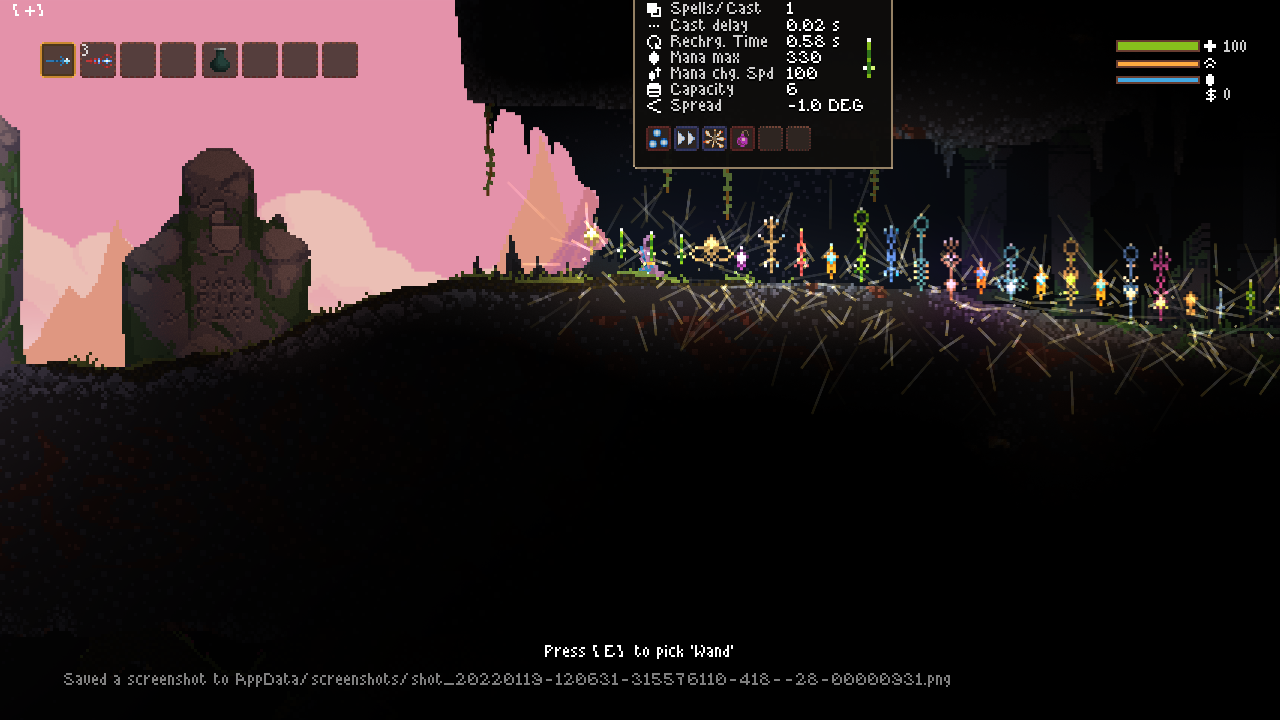 [+]
3
Spells/Cast 1
Cast delay 0.02 s
Rechrg. Time 0.58 s
Mana max 330
Mana chg. Spd 100
Capacity 6
Spread -1.0 DEG
100
$ 0
Press [E] to pick 'Wand'
Saved a screenshot to AppData/screenshots/shot_20220119-120631-315576110-418--28-00000931.png